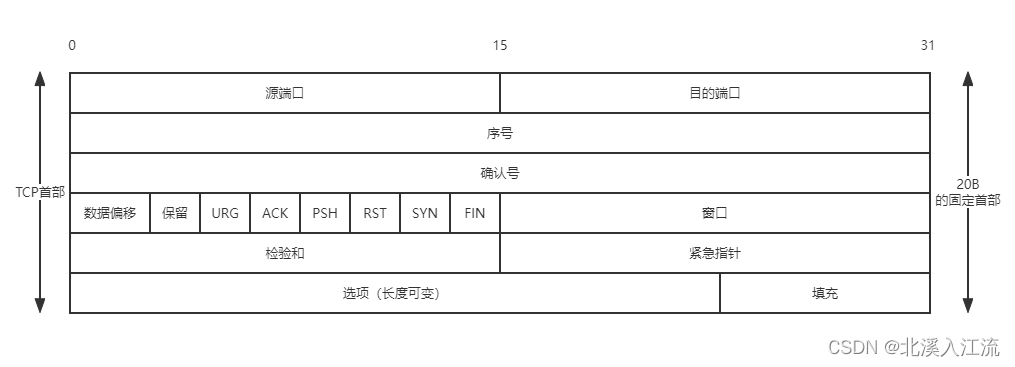 0 15 31
源端口 目的端口
序号
确认号
TCP首部
20B
的固定首部
数据偏移 保留 URG ACK PSH RST SYN FIN 窗口
检验和 紧急指针
选项（长度可变） 填充
CSDN @北溪入江流